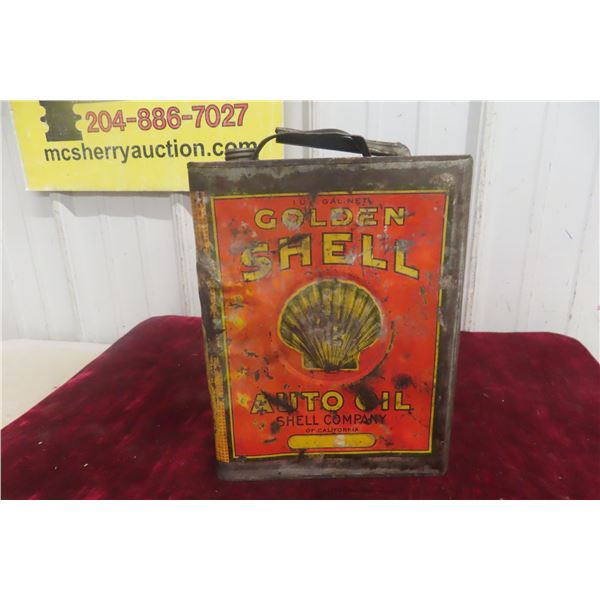 204-886-7027
mcsherryauction.com
GAL. NET
GOLDEN
SHELL
AUTO OIL
SHELL COMPANY
OF CALIFORNIA